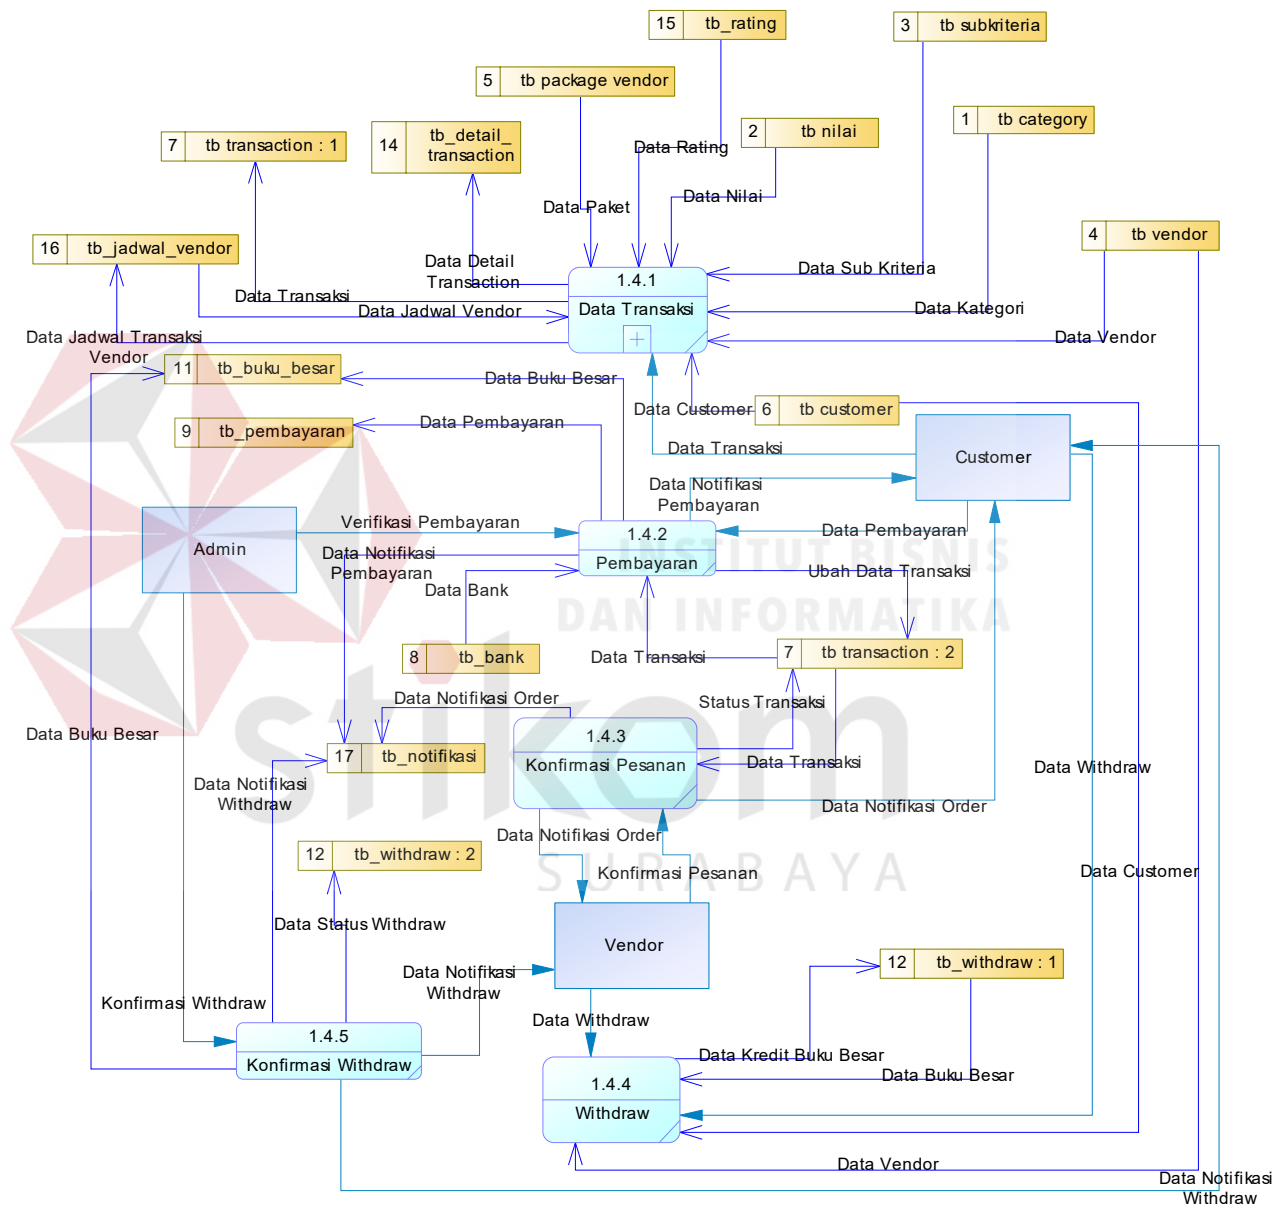 15 tb_rating
3 tb subkriteria
5 tb package vendor
1 tb category
2 tb nilai
7 tb transaction : 1
14 tb_detail_
transaction
Data Rating
Data Nilai
Data Paket
4 tb vendor
16 tb_jadwal_vendor
Data Detail
Transaction
1.4.1
Data Transaksi
Data Sub Kriteria
Data Transaksi
Data Jadwal Vendor
Data Kategori
Data Jadwal Transaksi
Vendor
Data Vendor
11 tb_buku_besar
Data Buku Besar
Data Customer
6 tb customer
9 tb_pembayaran
Data Pembayaran
Data Transaksi
Customer
Data Notifikasi
Pembayaran
Verifikasi Pembayaran
Admin
1.4.2
Pembayaran
Data Pembayaran
INSTITUT BISNIS
DAN INFORMATIKA
Data Notifikasi
Pembayaran
Ubah Data Transaksi
Data Bank
8 tb_bank
Data Transaksi
7 tb transaction : 2
Data Notifikasi Order
Status Transaksi
stikom
SURABAYA
Data Buku Besar
1.4.3
Konfirmasi Pesanan
17 tb_notifikasi
Data Transaksi
Data Withdraw
Data Notifikasi
Withdraw
Data Notifikasi Order
Data Notifikasi Order
12 tb_withdraw : 2
Konfirmasi Pesanan
Data Customer
Data Status Withdraw
Vendor
12 tb_withdraw : 1
Data Notifikasi
Withdraw
Konfirmasi Withdraw
Data Withdraw
1.4.5
Konfirmasi Withdraw
Data Kredit Buku Besar
Data Buku Besar
1.4.4
Withdraw
Data Vendor
Data Notifikasi
Withdraw